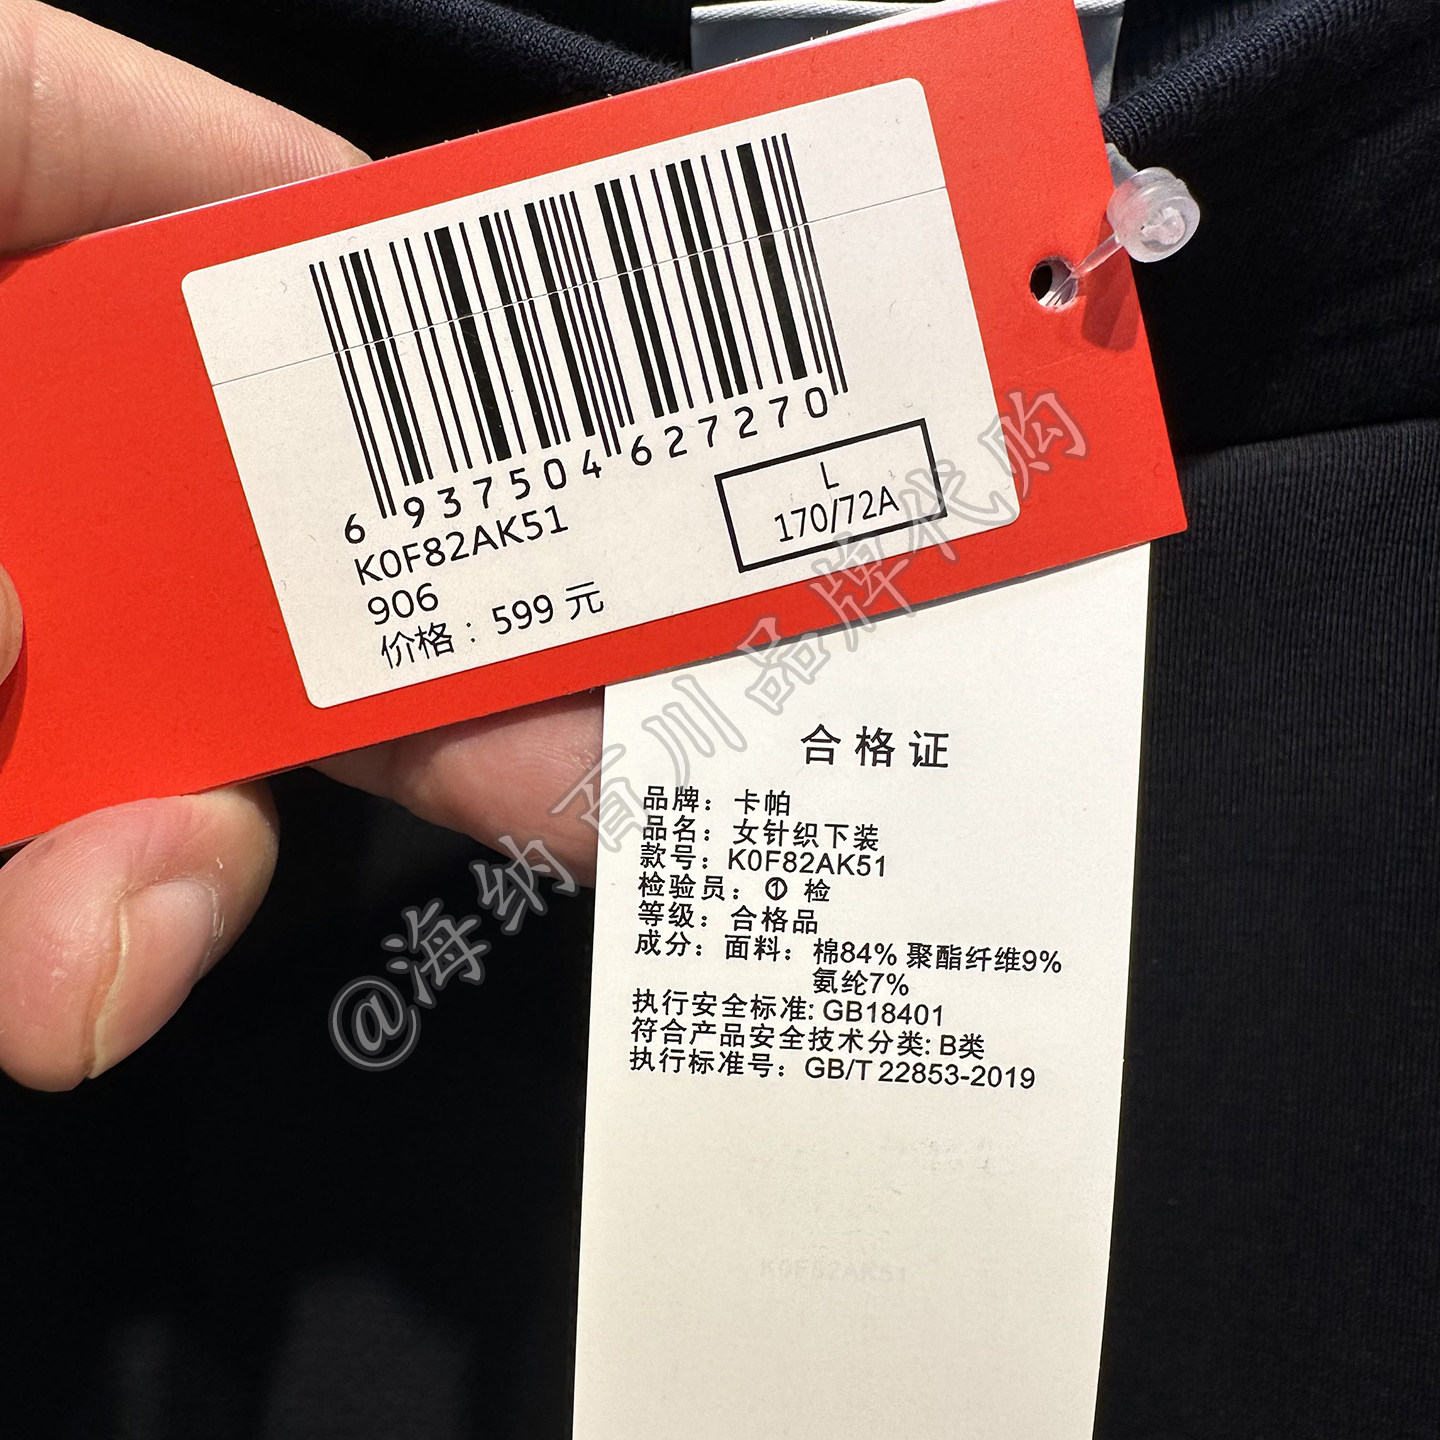 6 937504 627270
K0F82AK51
906
价格：599 元
L
170/72A
合格证
品牌：卡帕
品名：女针织下装
款号：K0F82AK51
检验员：① 检
等级：合格品
成分：面料：棉84% 聚酯纤维9%
氨纶7%
执行安全标准: GB18401
符合产品安全技术分类: B类
执行标准号：GB/T 22853-2019
K0F82AK51
@海纳百川品牌代购